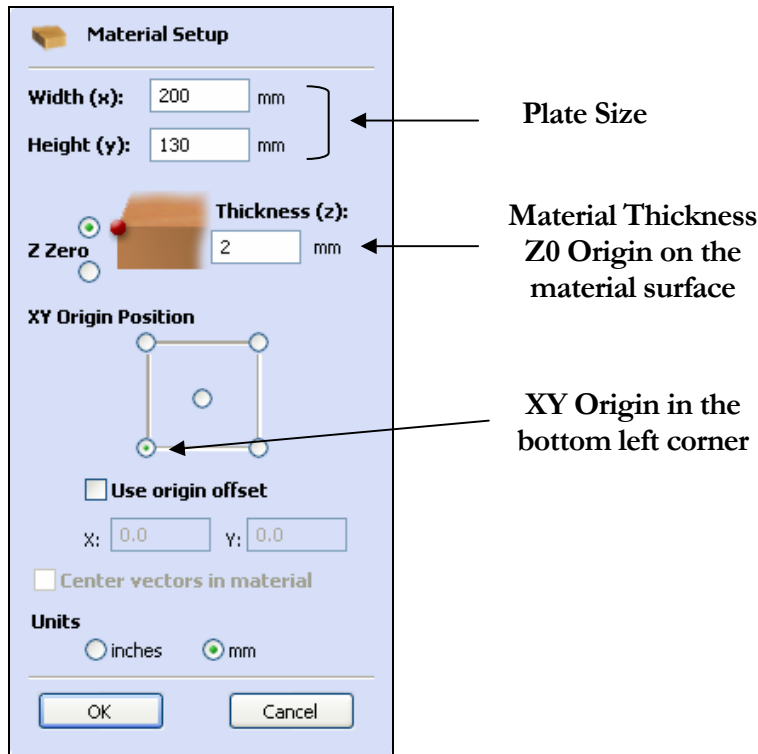 Material Setup
Width (x): 200 mm
Plate Size
Height (y): 130 mm
Thickness (z):
Z Zero 2 mm
Material Thickness
Z0 Origin on the
material surface
XY Origin Position
XY Origin in the
bottom left corner
Use origin offset
X: 0.0 Y: 0.0
Center vectors in material
Units
inches mm
OK Cancel